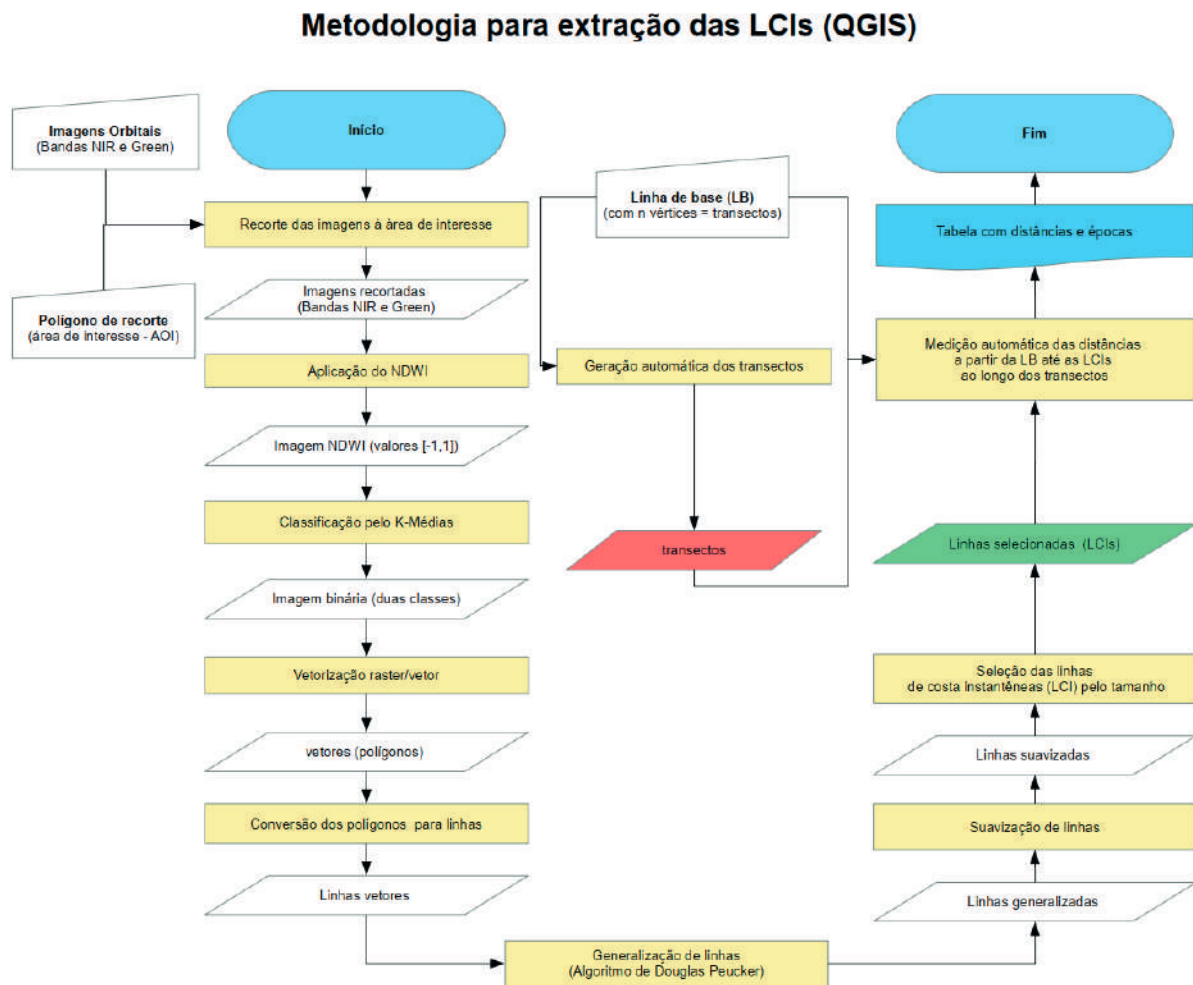 Metodologia para extração das LCIs (QGIS)
Imagens Orbitais
(Bandas NIR e Green)
Início
Recorte das imagens à área de interesse
Polígono de recorte
(área de interesse - AOI)
Imagens recortadas
(Bandas NIR e Green)
Aplicação do NDWI
Imagem NDWI (valores [-1,1])
Classificação pelo K-Médias
Imagem binária (duas classes)
Vetorização raster/vetor
vetores (polígonos)
Conversão dos polígonos para linhas
Linhas vetores
Generalização de linhas
(Algoritmo de Douglas Peucker)
Linha de base (LB)
(com n vértices = transectos)
Geração automática dos transectos
transectos
Fim
Tabela com distâncias e épocas
Medição automática das distâncias
a partir da LB até as LCIs
ao longo dos transectos
Linhas selecionadas (LCIs)
Seleção das linhas
de costa instantâneas (LCI) pelo tamanho
Linhas suavizadas
Suavização de linhas
Linhas generalizadas